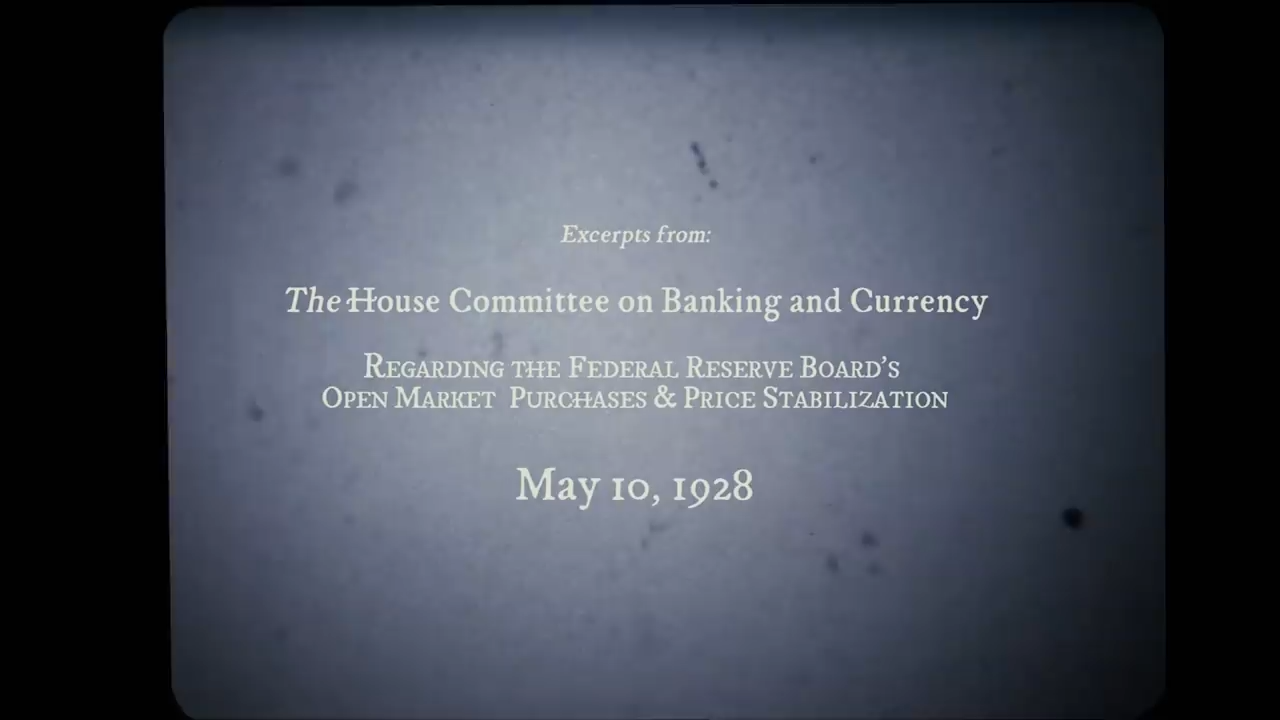 Excerpts from:
The House Committee on Banking and Currency
Regarding the Federal Reserve Board's
Open Market Purchases & Price Stabilization
May 10, 1928